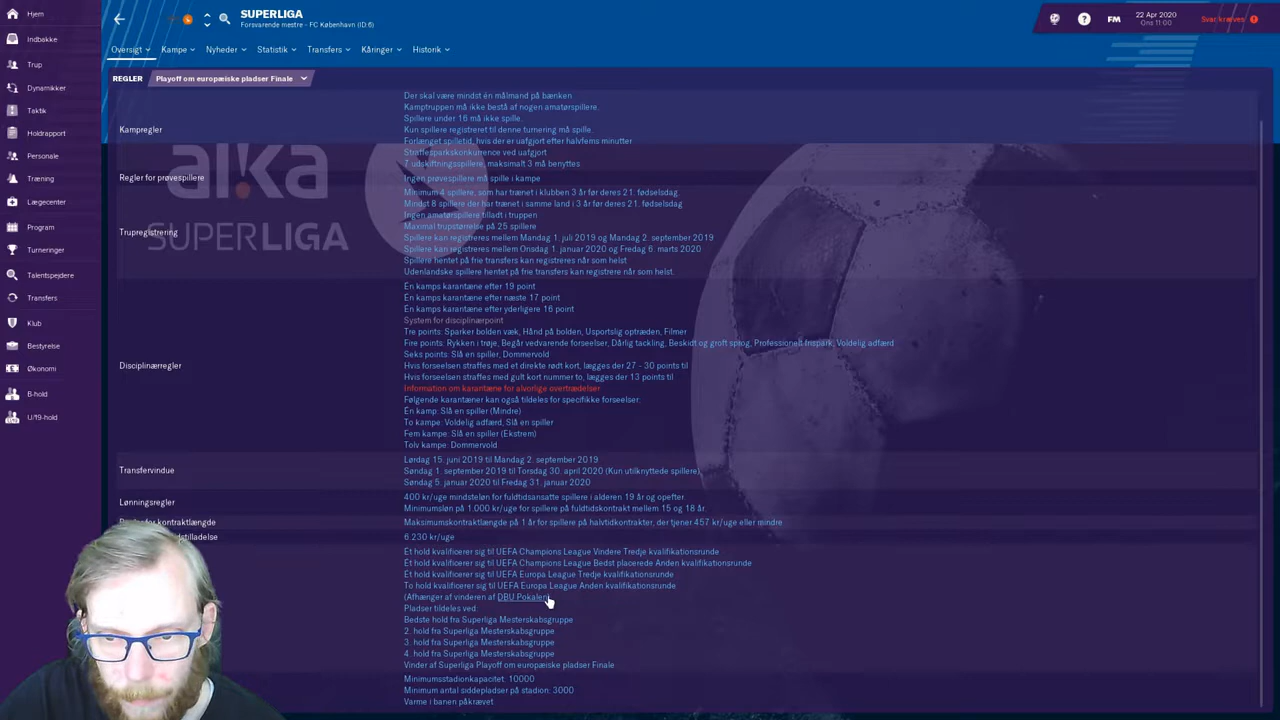 Hjem
Indbakke
Trup
Dynamikker
Taktik
Holdrapport
Personale
Træning
Lægecenter
Program
Turneringer
Talentspejdere
Transfers
Klub
Bestyrelse
Økonomi
B-hold
U/19-hold
SUPERLIGA
Forsvarende mestre - FC København (ID:6)
FM
22 Apr 2020
Ons 11:00
Svar kræves
Oversigt
Kampe
Nyheder
Statistik
Transfers
Kåringer
Historik
REGLER
Playoff om europæiske pladser Finale
alka
SUPERLIGA
Kampregler
Der skal være mindst én målmand på bænken
Kamptruppen må ikke bestå af nogen amatørspillere.
Spillere under 16 må ikke spille.
Kun spillere registreret til denne turnering må spille.
Forlænget spilletid, hvis der er uafgjort efter halvfems minutter
Straffesparkskonkurrence ved uafgjort
7 udskiftningsspillere, maksimalt 3 må benyttes
Regler for prøvespillere
Ingen prøvespillere må spille i kampe
Trupregistrering
Minimum 4 spillere, som har trænet i klubben 3 år før deres 21. fødselsdag.
Mindst 8 spillere der har trænet i samme land i 3 år før deres 21. fødselsdag
Ingen amatørspillere tilladt i truppen
Maximal trupstørrelse på 25 spillere
Spillere kan registreres mellem Mandag 1. juli 2019 og Mandag 2. september 2019
Spillere kan registreres mellem Onsdag 1. januar 2020 og Fredag 6. marts 2020
Spillere hentet på frie transfers kan registreres når som helst
Udenlandske spillere hentet på frie transfers kan registrere når som helst.
Disciplinærregler
Én kamps karantæne efter 19 point
Én kamps karantæne efter næste 17 point
Én kamps karantæne efter yderligere 16 point
System for disciplinærpoint
Tre points: Sparker bolden væk, Hånd på bolden, Usportslig optræden, Filmer
Fire points: Rykken i trøje, Begår vedvarende forseelser, Dårlig tackling, Beskidt og groft sprog, Professionelt frispark, Voldelig adfærd
Seks points: Slå en spiller, Dommervold
Hvis forseelsen straffes med et direkte rødt kort, lægges der 27 - 30 points til
Hvis forseelsen straffes med gult kort nummer to, lægges der 13 points til
Information om karantæne for alvorlige overtrædelser
Følgende karantæner kan også tildeles for specifikke forseelser.
Én kamp: Slå en spiller (Mindre)
To kampe: Voldelig adfærd, Slå en spiller
Fem kampe: Slå en spiller (Ekstrem)
Tolv kampe: Dommervold
Transfervindue
Lørdag 15. juni 2019 til Mandag 2. september 2019
Søndag 1. september 2019 til Torsdag 30. april 2020 (Kun utilknyttede spillere)
Søndag 5. januar 2020 til Fredag 31. januar 2020
Lønningsregler
400 kr/uge mindsteløn for fuldtidsansatte spillere i alderen 19 år og opefter
Minimumsløn på 1.000 kr/uge for spillere på fuldtidskontrakt mellem 15 og 18 år.
for kontraktlængde
Maksimumskontraktlængde på 1 år for spillere på halvtidkontrakter, der tjener 457 kr/uge eller mindre
6.230 kr/uge
Ét hold kvalificerer sig til UEFA Champions League Vindere Tredje kvalifikationsrunde
Ét hold kvalificerer sig til UEFA Champions League Bedst placerede Anden kvalifikationsrunde
Ét hold kvalificerer sig til UEFA Europa League Tredje kvalifikationsrunde
To hold kvalificerer sig til UEFA Europa League Anden kvalifikationsrunde
(Afhænger af vinderen af DBU Pokalen)
Pladser tildeles ved:
Bedste hold fra Superliga Mesterskabsgruppe
2. hold fra Superliga Mesterskabsgruppe
3. hold fra Superliga Mesterskabsgruppe
4. hold fra Superliga Mesterskabsgruppe
Vinder af Superliga Playoff om europæiske pladser Finale
Minimumsstadionkapacitet: 10000
Minimum antal siddepladser på stadion: 3000
Varme i banen påkrævet